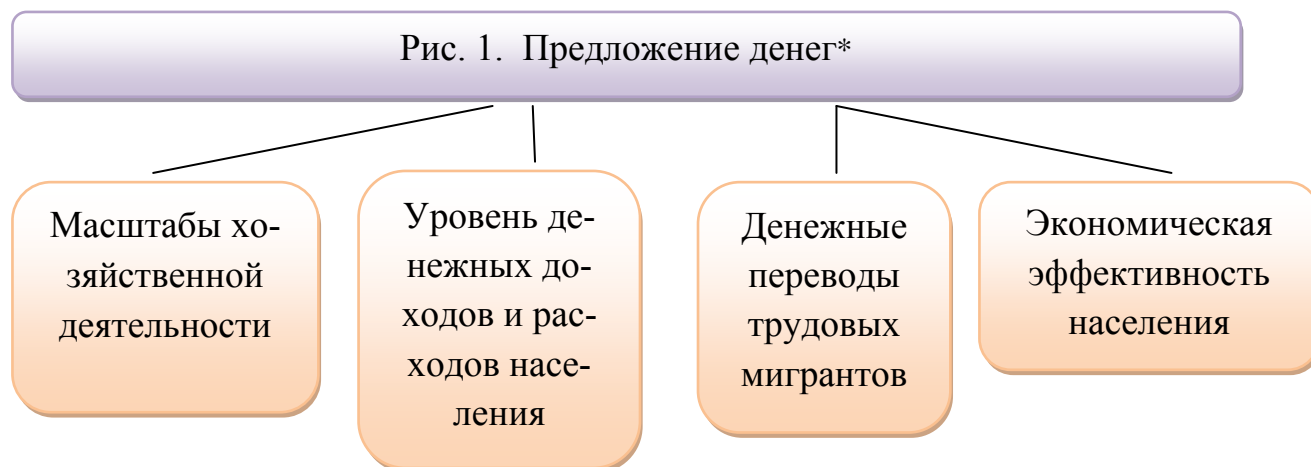 Рис. 1. Предложение денег*
Масштабы хо-
зяйственной
деятельности
Уровень де-
нежных до-
ходов и рас-
ходов насе-
ления
Денежные
переводы
трудовых
мигрантов
Экономическая
эффективность
населения